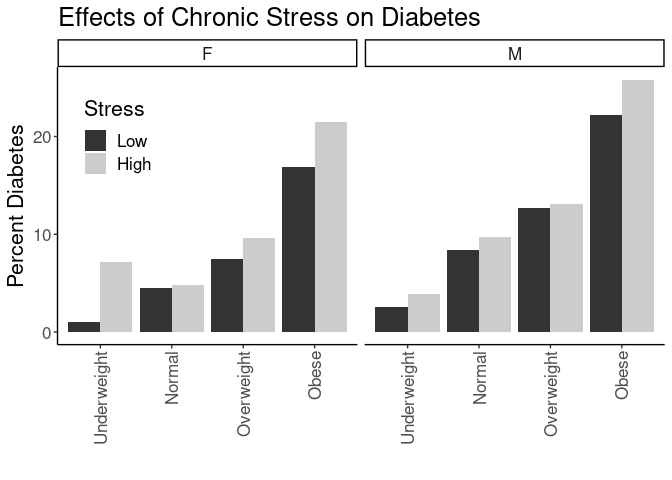 Effects of Chronic Stress on Diabetes
F
M
Stress
Low
High
Percent Diabetes
20
10
0
Underweight
Normal
Overweight
Obese
Underweight
Normal
Overweight
Obese